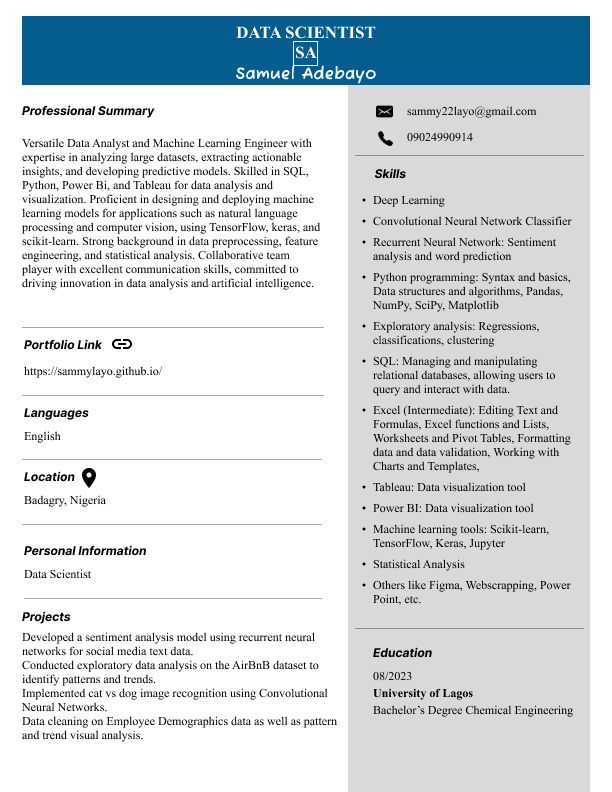 DATA SCIENTIST
SA
Samuel Adebayo
Professional Summary
Versatile Data Analyst and Machine Learning Engineer with
expertise in analyzing large datasets, extracting actionable
insights, and developing predictive models. Skilled in SQL,
Python, Power Bi, and Tableau for data analysis and
visualization. Proficient in designing and deploying machine
learning models for applications such as natural language
processing and computer vision, using TensorFlow, keras, and
scikit-learn. Strong background in data preprocessing, feature
engineering, and statistical analysis. Collaborative team
player with excellent communication skills, committed to
driving innovation in data analysis and artificial intelligence.
Portfolio Link
https://sammylayo.github.io/
Languages
English
Location
Badagry, Nigeria
Personal Information
Data Scientist
Projects
Developed a sentiment analysis model using recurrent neural
networks for social media text data.
Conducted exploratory data analysis on the AirBnB dataset to
identify patterns and trends.
Implemented cat vs dog image recognition using Convolutional
Neural Networks.
Data cleaning on Employee Demographics data as well as pattern
and trend visual analysis.
sammy22layo@gmail.com
09024990914
Skills
• Deep Learning
• Convolutional Neural Network Classifier
• Recurrent Neural Network: Sentiment
analysis and word prediction
• Python programming: Syntax and basics,
Data structures and algorithms, Pandas,
NumPy, SciPy, Matplotlib
• Exploratory analysis: Regressions,
classifications, clustering
• SQL: Managing and manipulating
relational databases, allowing users to
query and interact with data.
• Excel (Intermediate): Editing Text and
Formulas, Excel functions and Lists,
Worksheets and Pivot Tables, Formatting
data and data validation, Working with
Charts and Templates,
• Tableau: Data visualization tool
• Power BI: Data visualization tool
• Machine learning tools: Scikit-learn,
TensorFlow, Keras, Jupyter
• Statistical Analysis
• Others like Figma, Webscrapping, Power
Point, etc.
Education
08/2023
University of Lagos
Bachelor’s Degree Chemical Engineering